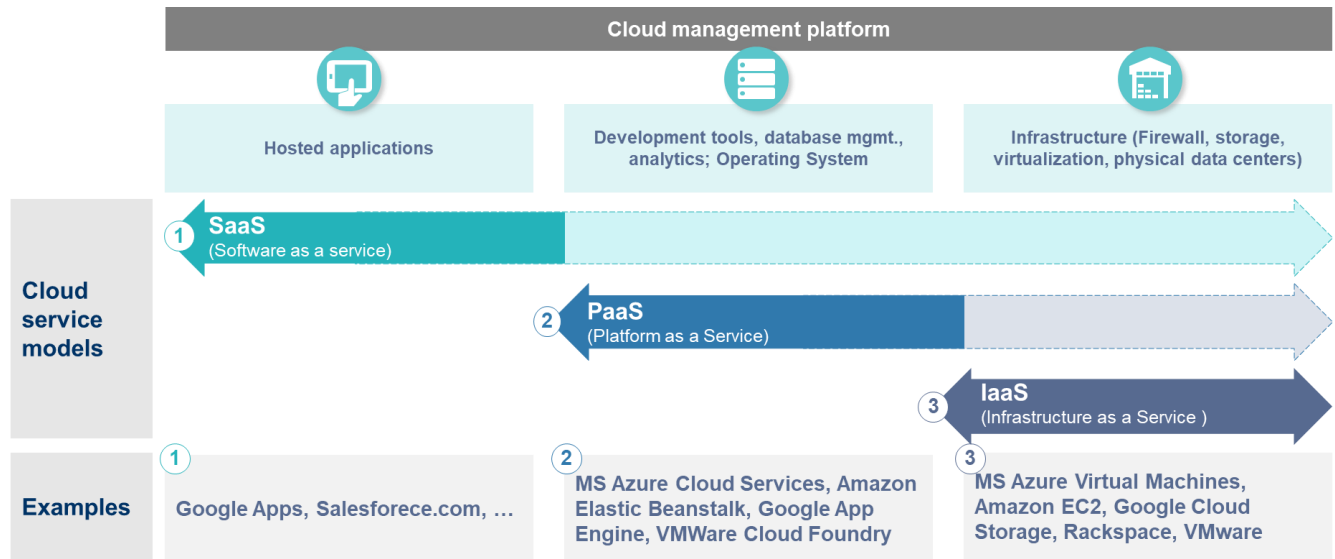 Cloud management platform
Hosted applications
Development tools, database mgmt.,
analytics; Operating System
Infrastructure (Firewall, storage,
virtualization, physical data centers)
Cloud
service
models
1
SaaS
(Software as a service)
2
PaaS
(Platform as a Service)
3
IaaS
(Infrastructure as a Service )
Examples
1
Google Apps, Salesforece.com, …
2
MS Azure Cloud Services, Amazon
Elastic Beanstalk, Google App
Engine, VMWare Cloud Foundry
3
MS Azure Virtual Machines,
Amazon EC2, Google Cloud
Storage, Rackspace, VMware